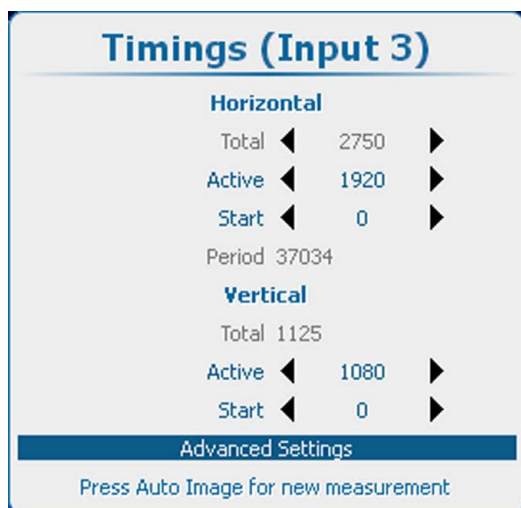 Timings (Input 3)
Horizontal
Total 2750
Active 1920
Start 0
Period 37034
Vertical
Total 1125
Active 1080
Start 0
Advanced Settings
Press Auto Image for new measurement